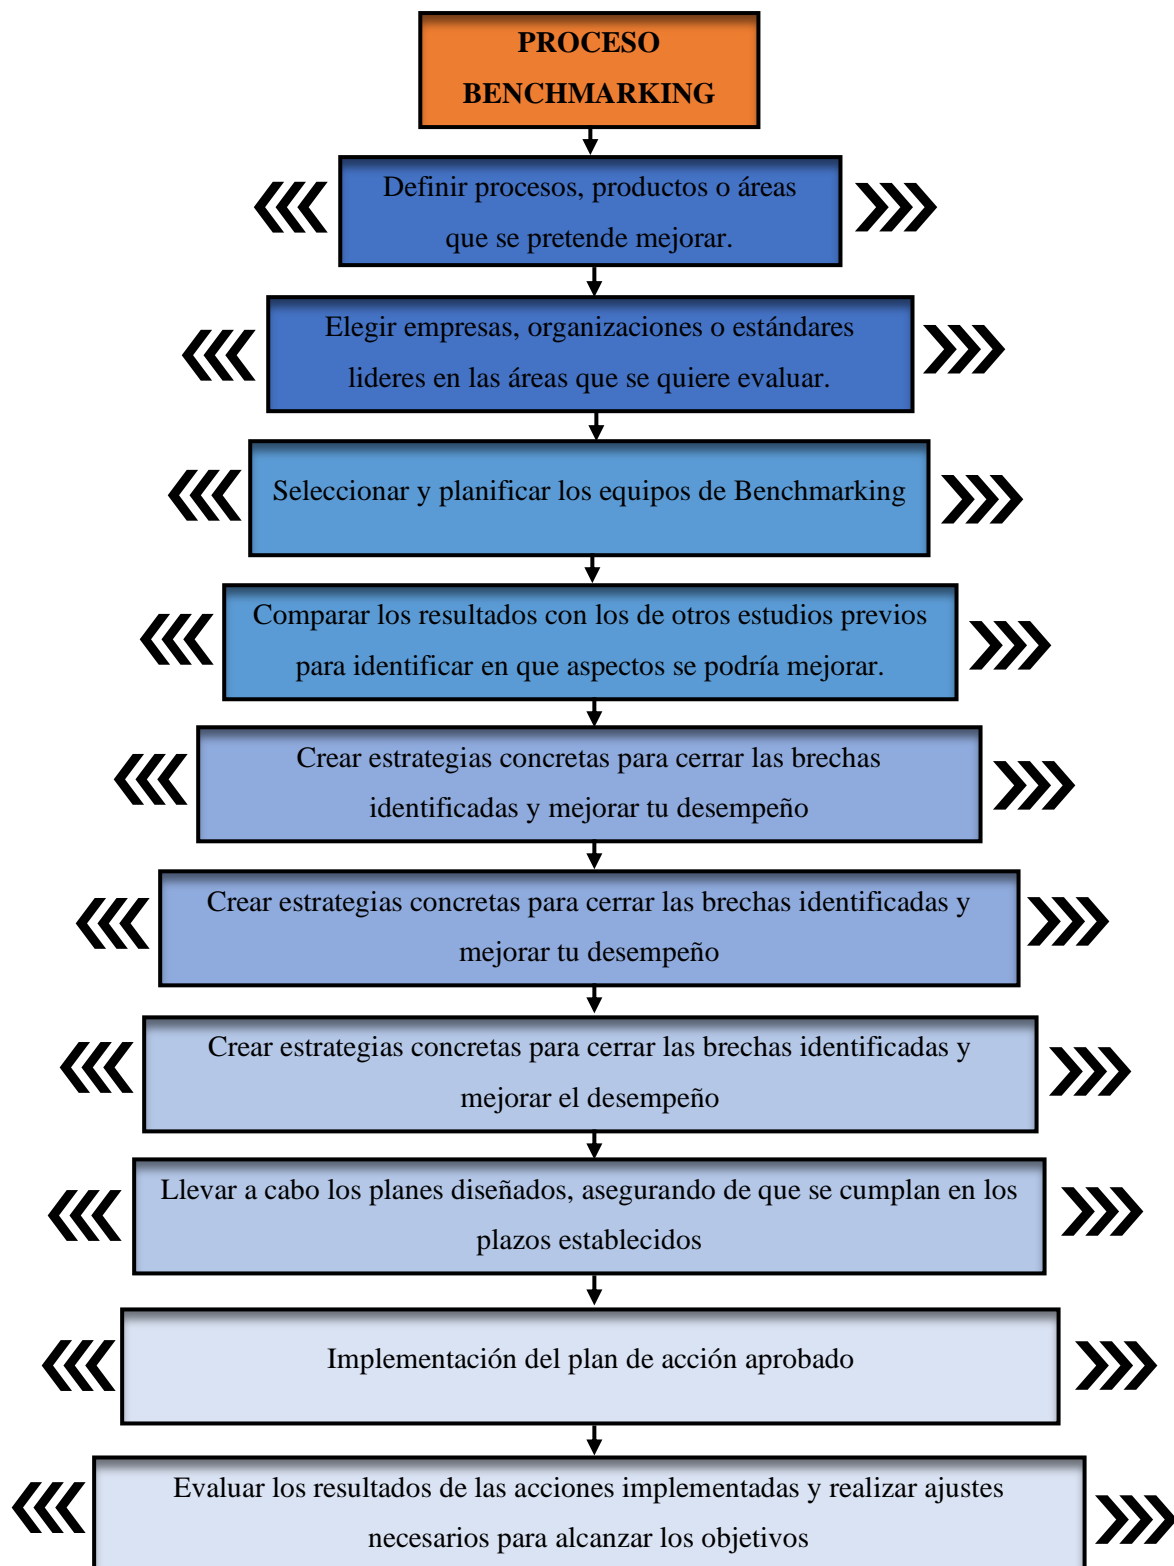 PROCESO
BENCHMARKING
Definir procesos, productos o áreas
que se pretende mejorar.
Elegir empresas, organizaciones o estándares
lideres en las áreas que se quiere evaluar.
Seleccionar y planificar los equipos de Benchmarking
Comparar los resultados con los de otros estudios previos
para identificar en que aspectos se podría mejorar.
Crear estrategias concretas para cerrar las brechas
identificadas y mejorar tu desempeño
Crear estrategias concretas para cerrar las brechas identificadas y
mejorar tu desempeño
Crear estrategias concretas para cerrar las brechas identificadas y
mejorar el desempeño
Llevar a cabo los planes diseñados, asegurando de que se cumplan en los
plazos establecidos
Implementación del plan de acción aprobado
Evaluar los resultados de las acciones implementadas y realizar ajustes
necesarios para alcanzar los objetivos